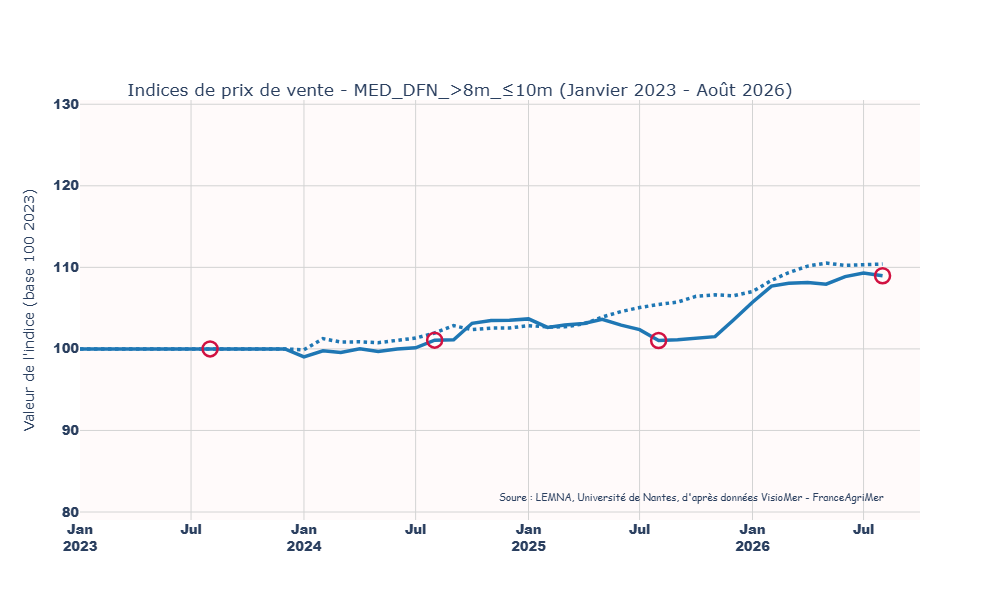 Indices de prix de vente - MED_DFN_>8m_≤10m (Janvier 2023 - Août 2026)
Valeur de l'indice (base 100 2023)
130
120
110
100
90
80
Soure : LEMNA, Université de Nantes, d'après données VisioMer - FranceAgriMer
Jan Jul Jan Jul Jan Jul Jan Jul
2023 2024 2025 2026